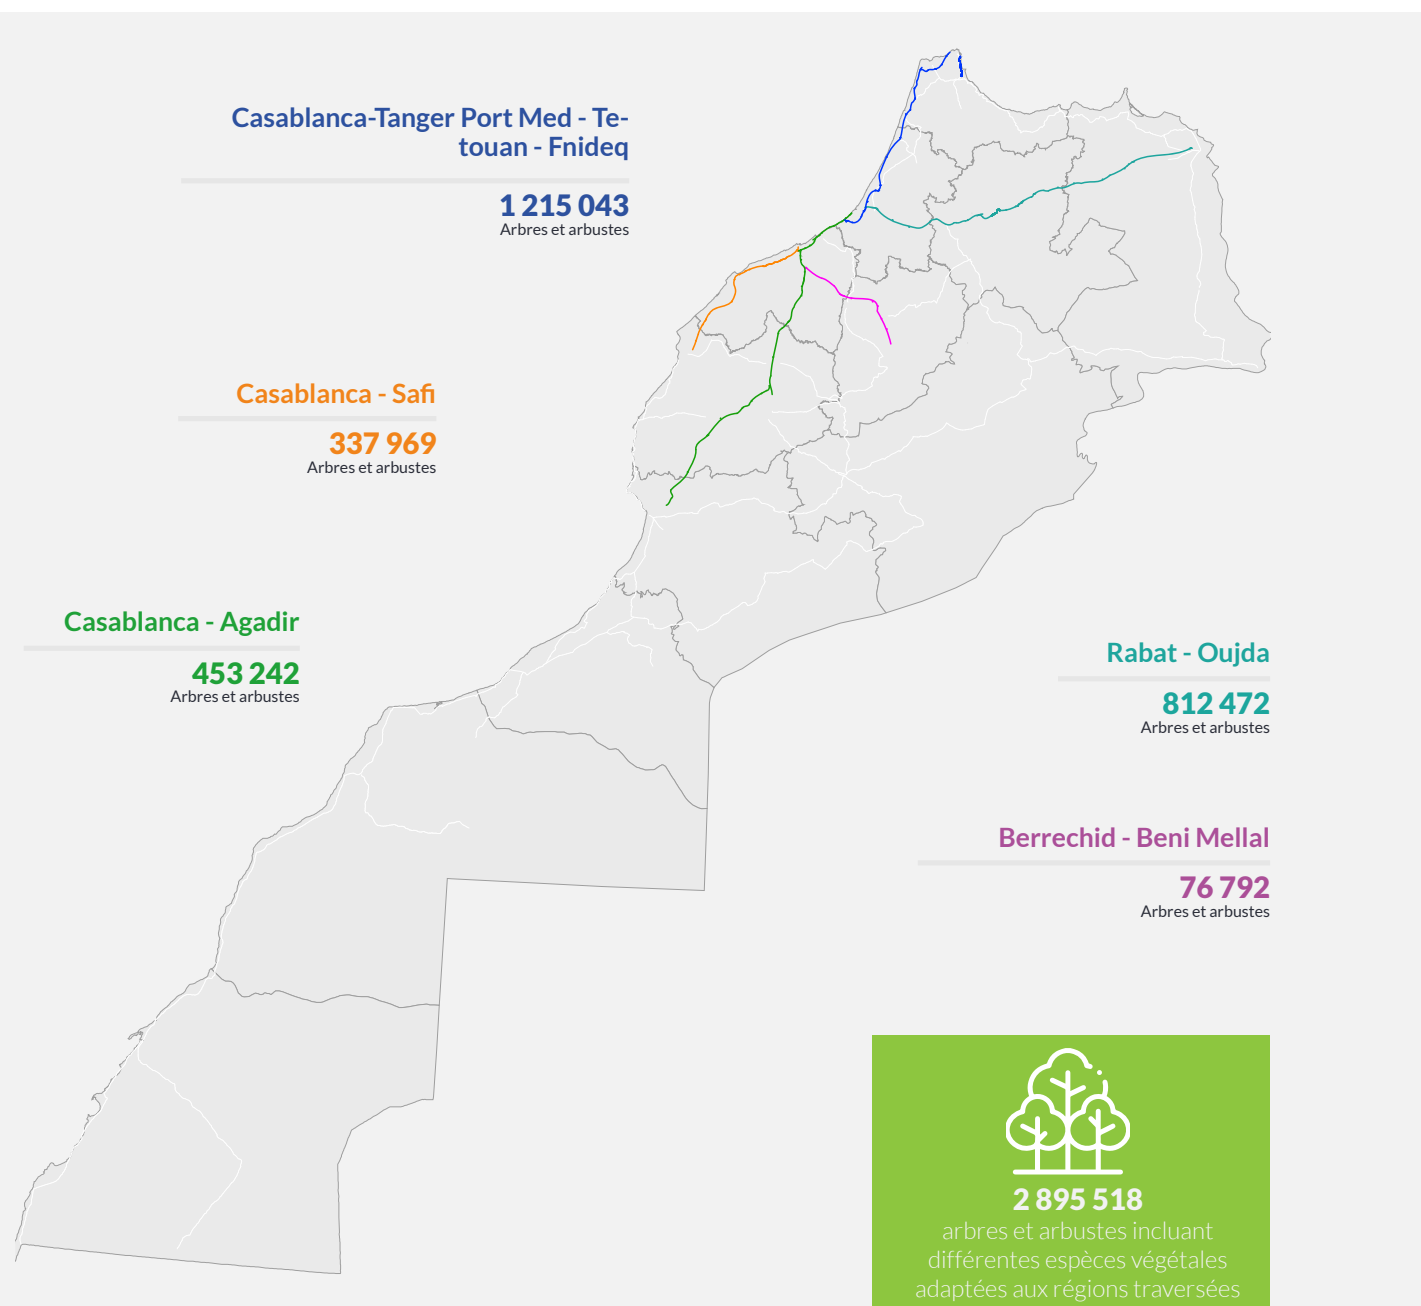 Casablanca-Tanger Port Med - Te-
touan - Fnideq
1 215 043
Arbres et arbustes
Casablanca - Safi
337 969
Arbres et arbustes
Casablanca - Agadir
453 242
Arbres et arbustes
Rabat - Oujda
812 472
Arbres et arbustes
Berrechid - Beni Mellal
76 792
Arbres et arbustes
2 895 518
arbres et arbustes incluant
différentes espèces végétales
adaptées aux régions traversées